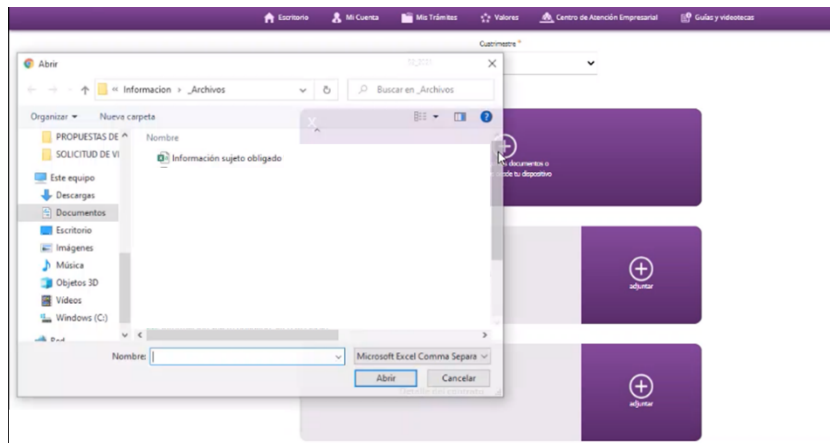 Escritorio
Mi Cuenta
Mis Trámites
Valores
Centro de Atención Empresarial
Guías y videotecas
Cuatrimestre *
Abrir
« Informacion > _Archivos
Buscar en _Archivos
Organizar
Nueva carpeta
PROPUESTAS DE
SOLICITUD DE VI
Este equipo
Descargas
Documentos
Escritorio
Imágenes
Música
Objetos 3D
Vídeos
Windows (C:)
Red
Nombre
Información sujeto obligado
documentos o
desde tu dispositivo
adjuntar
adjuntar
Nombre:
Microsoft Excel Comma Separa
Abrir
Cancelar